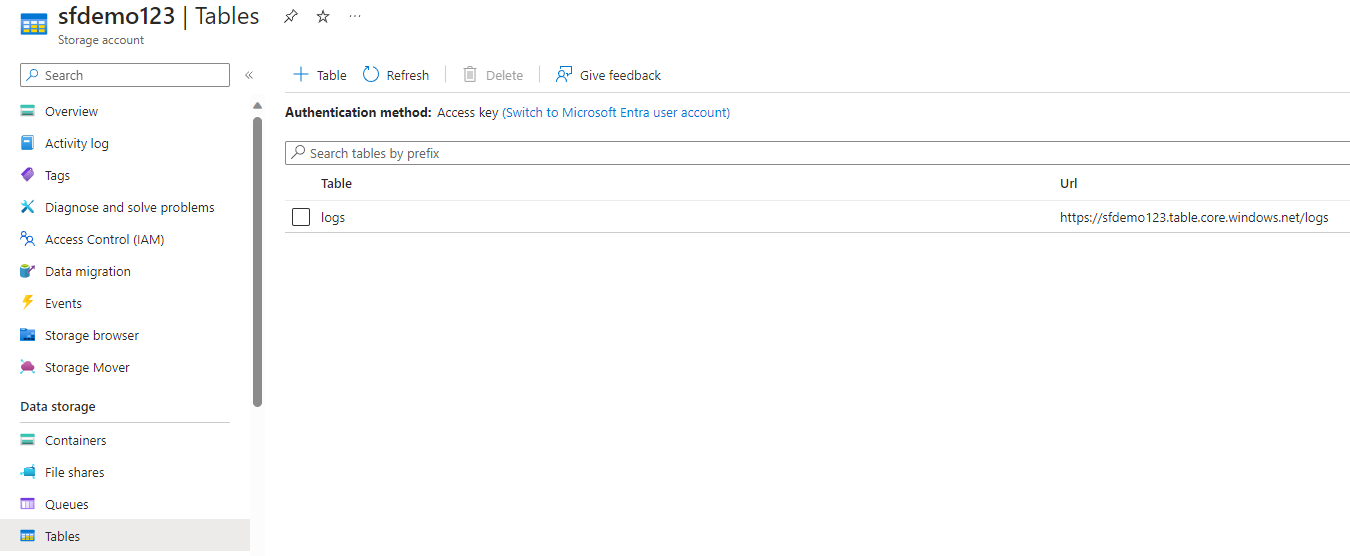 sfdemo123 | Tables
Storage account
Search
Overview
Activity log
Tags
Diagnose and solve problems
Access Control (IAM)
Data migration
Events
Storage browser
Storage Mover
Data storage
Containers
File shares
Queues
Tables
Table Refresh Delete Give feedback
Authentication method: Access key (Switch to Microsoft Entra user account)
Search tables by prefix
Table Url
logs https://sfdemo123.table.core.windows.net/logs